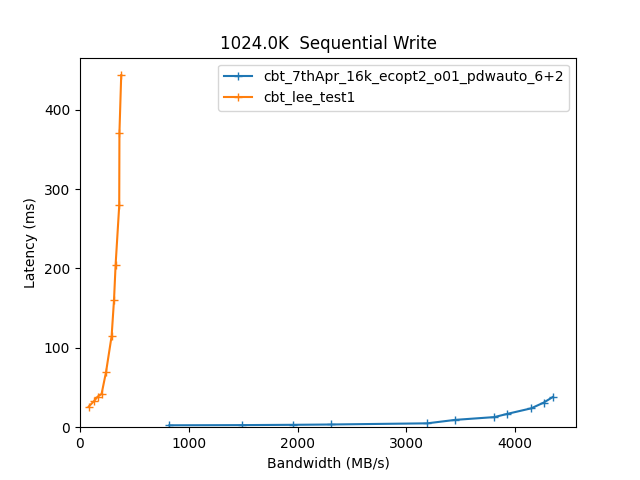 1024.0K  Sequential Write
cbt_7thApr_16k_ecopt2_o01_pdwauto_6+2
cbt_lee_test1
Latency (ms)
400
300
200
100
0
0 1000 2000 3000 4000
Bandwidth (MB/s)